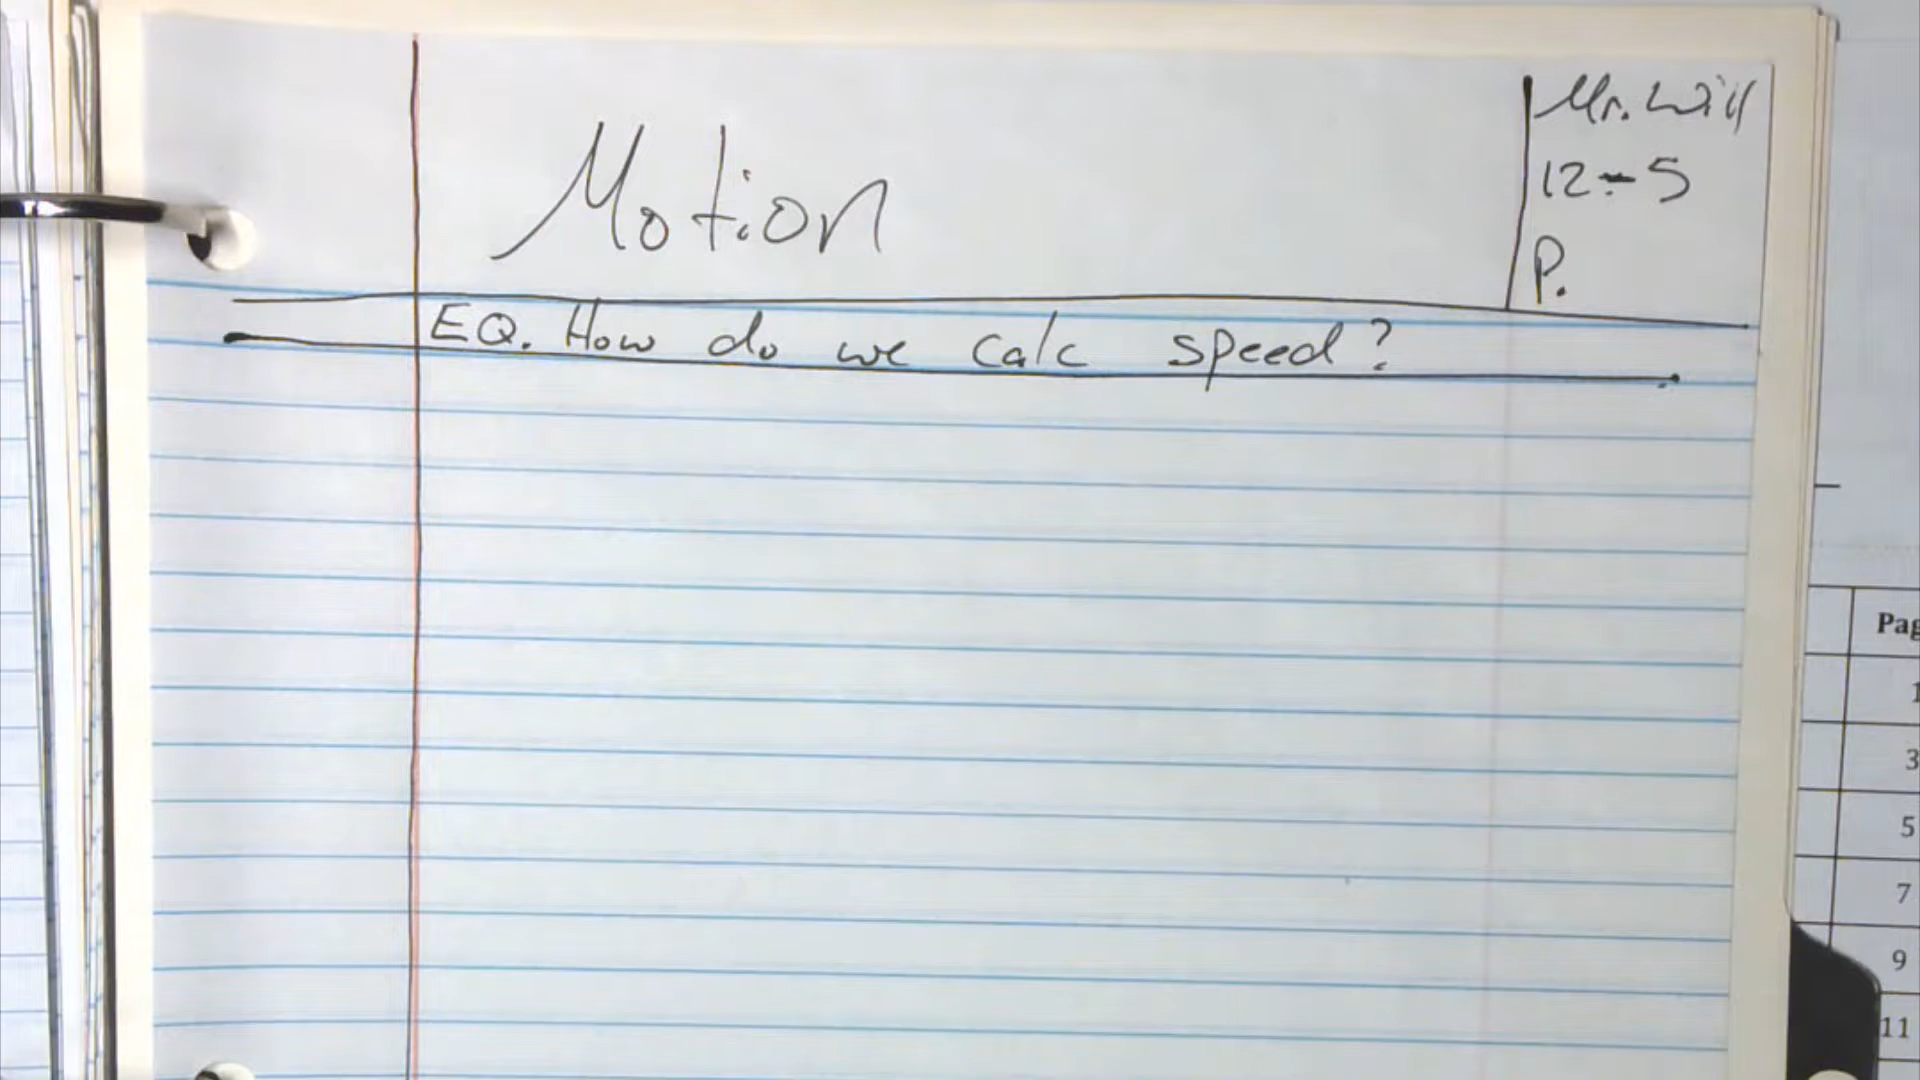 Motion
Mr. Will
12-5
P.
EQ. How do we calc speed?
Pag
1
3
5
7
9
11